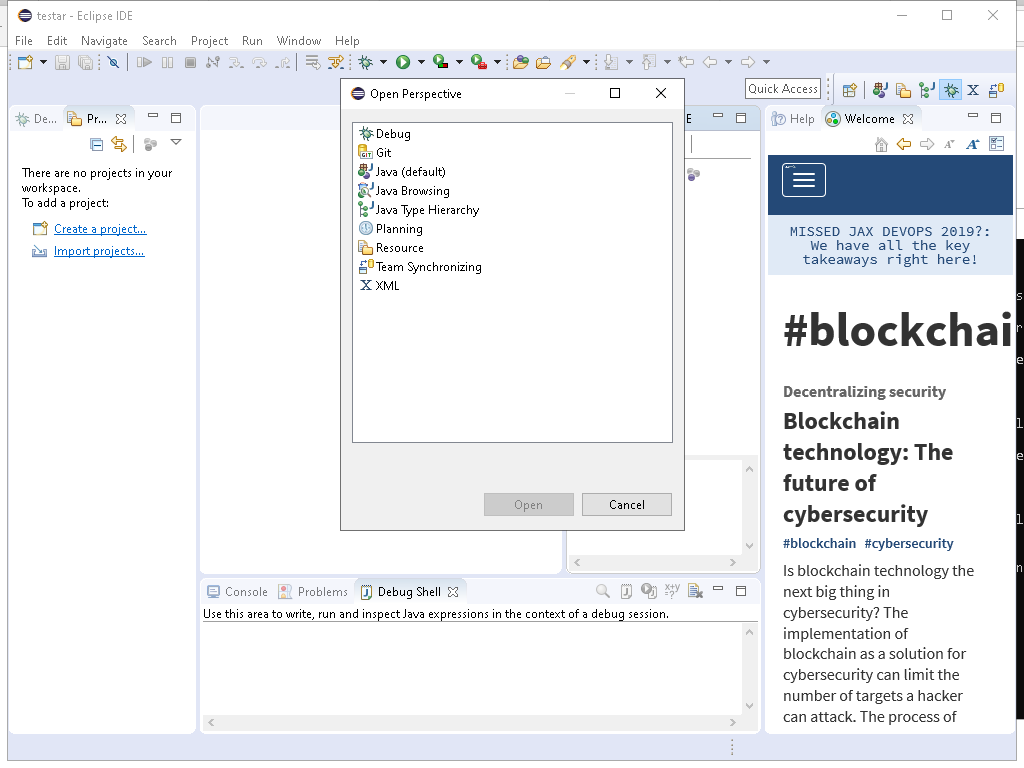 testar - Eclipse IDE
File Edit Navigate Search Project Run Window Help
Quick Access
De... Pr...
There are no projects in your
workspace.
To add a project:
Create a project...
Import projects...
Open Perspective
Debug
Git
Java (default)
Java Browsing
Java Type Hierarchy
Planning
Resource
Team Synchronizing
XML
Open Cancel
E
Help Welcome
MISSED JAX DEVOPS 2019?:
We have all the key
takeaways right here!
#blockchai
Decentralizing security
Blockchain
technology: The
future of
cybersecurity
#blockchain #cybersecurity
Is blockchain technology the
next big thing in
cybersecurity? The
implementation of
blockchain as a solution for
cybersecurity can limit the
number of targets a hacker
can attack. The process of
Console Problems Debug Shell
Use this area to write, run and inspect Java expressions in the context of a debug session.